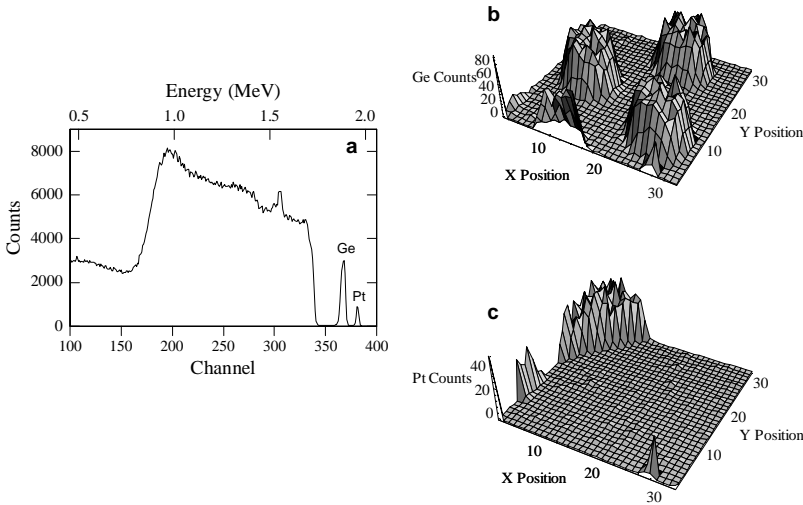 a
Energy (MeV)
0.5 1.0 1.5 2.0
Counts
8000
6000
4000
2000
0
Ge
Pt
100 150 200 250 300 350 400
Channel
b
Ge Counts
80
60
40
20
0
10 20 30
X Position
10 20 30
Y Position
c
Pt Counts
40
20
0
10 20 30
X Position
10 20 30
Y Position